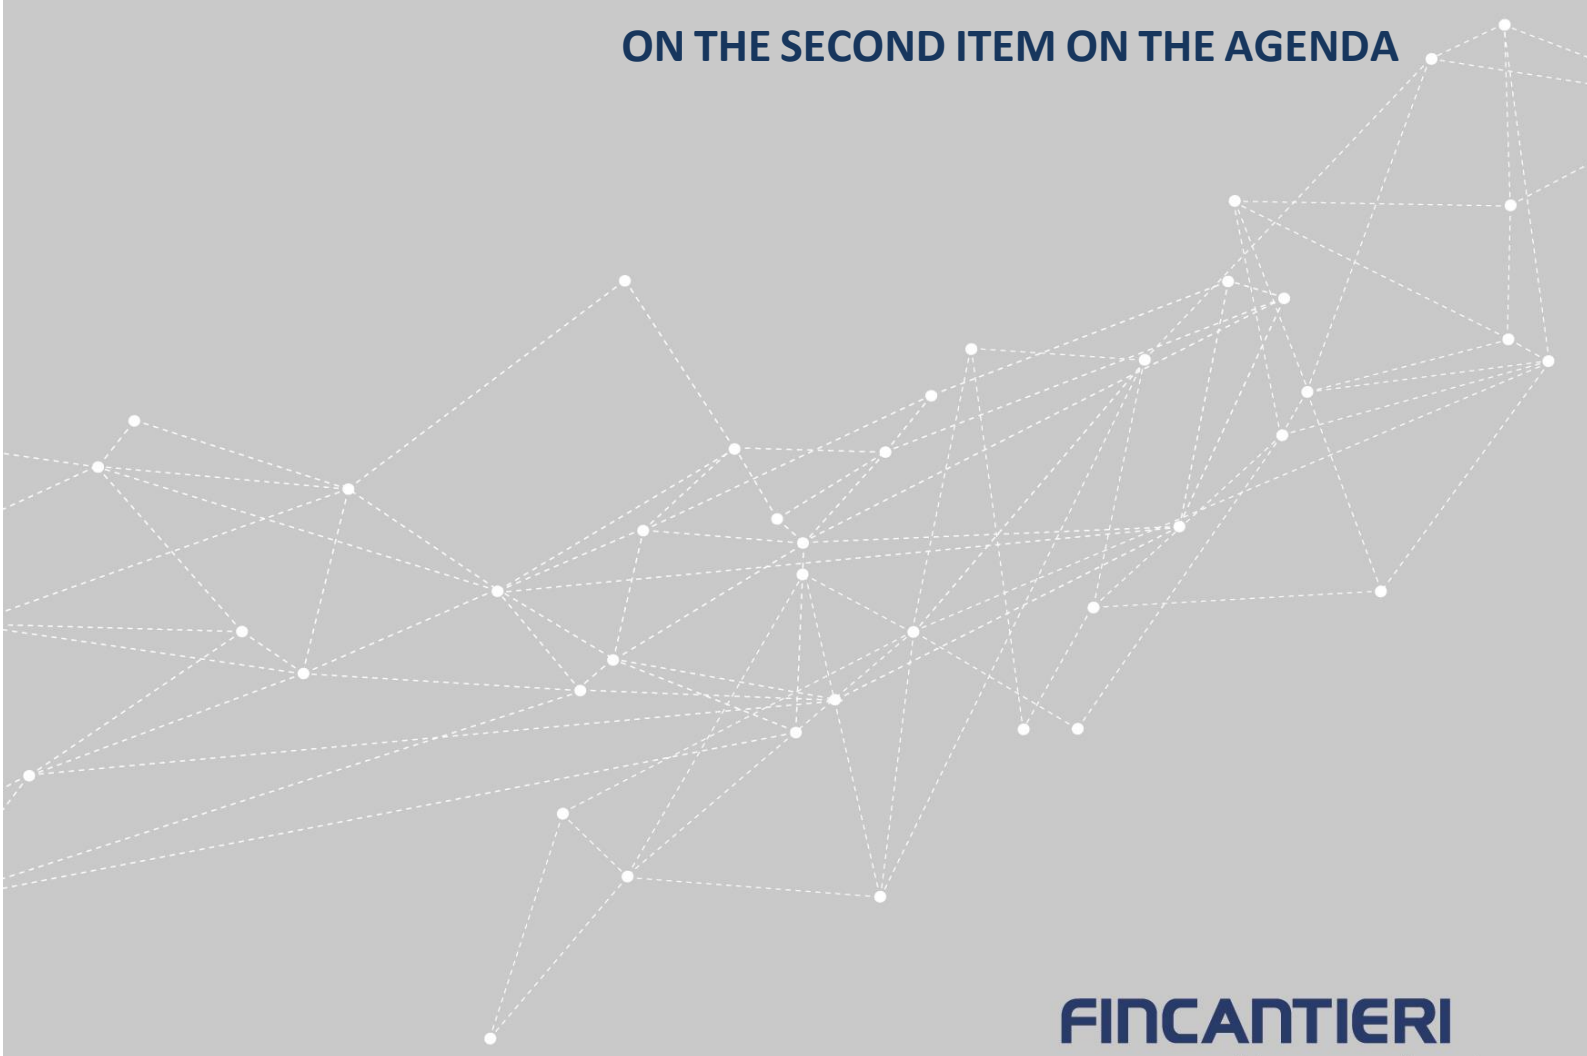 ON THE SECOND ITEM ON THE AGENDA
FINCANTIERI